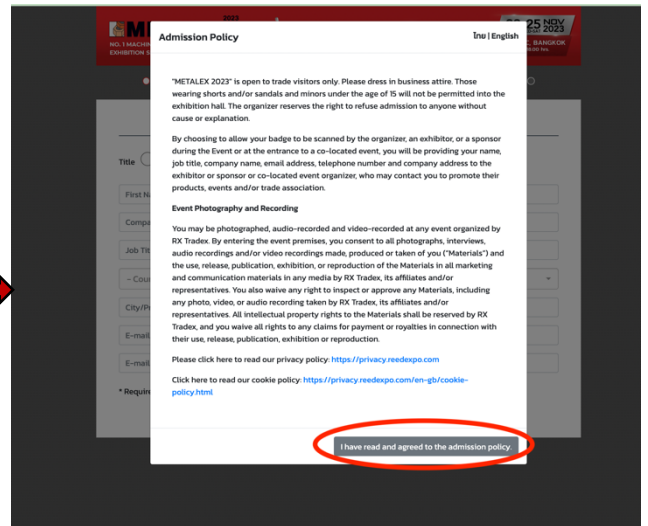 2023
25 NOV
2023
NO. 1 MACHIN
BANGKOK
EXHIBITION S
Admission Policy
ไทย | English
"METALEX 2023" is open to trade visitors only. Please dress in business attire. Those
wearing shorts and/or sandals and minors under the age of 15 will not be permitted into the
exhibition hall. The organizer reserves the right to refuse admission to anyone without
cause or explanation.
By choosing to allow your badge to be scanned by the organizer, an exhibitor, or a sponsor
during the Event or at the entrance to a co-located event, you will be providing your name,
job title, company name, email address, telephone number and company address to the
exhibitor or sponsor or co-located event organizer, who may contact you to promote their
products, events and/or trade association.
Event Photography and Recording
You may be photographed, audio-recorded and video-recorded at any event organized by
RX Tradex. By entering the event premises, you consent to all photographs, interviews,
audio recordings and/or video recordings made, produced or taken of you ("Materials") and
the use, release, publication, exhibition, or reproduction of the Materials in all marketing
and communication materials in any media by RX Tradex, its affiliates and/or
representatives. You also waive any right to inspect or approve any Materials, including
any photo, video, or audio recording taken by RX Tradex, its affiliates and/or
representatives. All intellectual property rights to the Materials shall be reserved by RX
Tradex, and you waive all rights to any claims for payment or royalties in connection with
their use, release, publication, exhibition or reproduction.
Please click here to read our privacy policy: https://privacy.reedexpo.com
Click here to read our cookie policy: https://privacy.reedexpo.com/en-gb/cookie-
policy.html
I have read and agreed to the admission policy.
Title
First N
Compa
Job Tit
- Cou
City/P
E-mail
E-mail
* Require